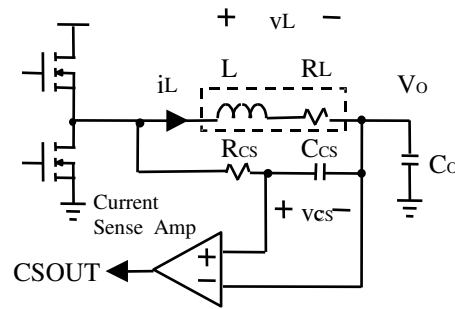 + vL −
iL L RL VO
RCS CCS CO
+ vcs −
Current
Sense Amp
+
CSOUT
−